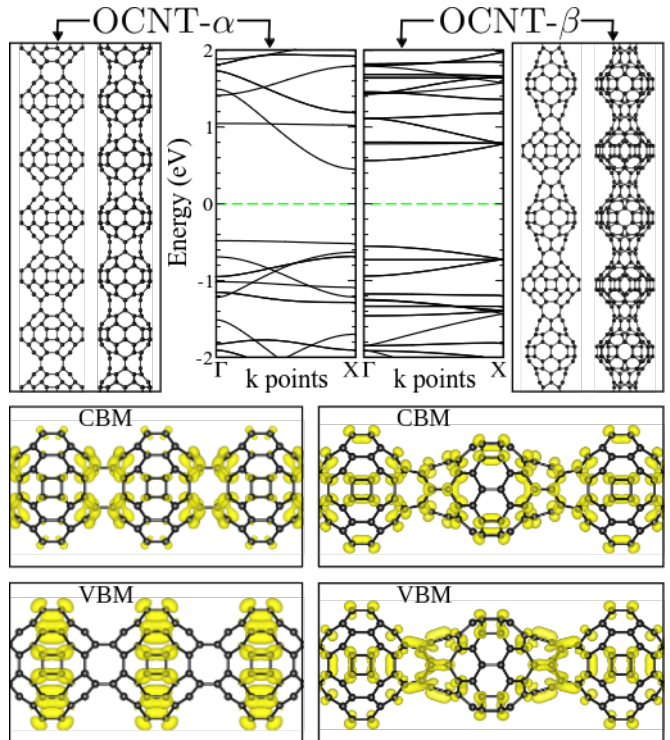 OCNT-α
OCNT-β
Energy (eV)
2
1
0
-1
-2
Γ
k points
X
Γ
k points
X
CBM
CBM
VBM
VBM